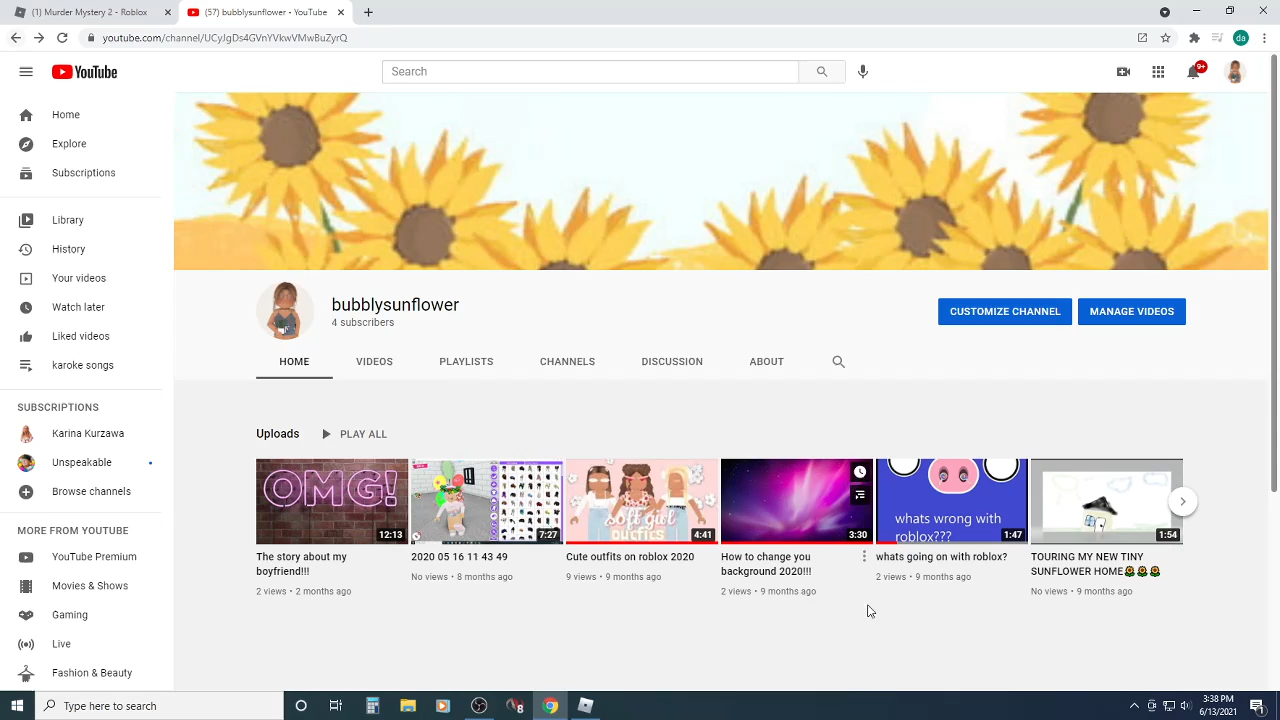 (1) Murder Mystery 2 - Roblox
(57) bubblysunflower - YouTube
youtube.com/channel/UCyJgDs4GVnYVkwVMwBuZyrQ
da
YouTube
Search
9+
Home
Explore
Subscriptions
Library
History
Your videos
Watch later
Liked videos
karoke songs
SUBSCRIPTIONS
Karina Kurzawa
Unspeakable
Browse channels
MORE FROM YOUTUBE
YouTube Premium
Movies & Shows
Gaming
Live
Fashion & Beauty
bubblysunflower
4 subscribers
CUSTOMIZE CHANNEL
MANAGE VIDEOS
HOME
VIDEOS
PLAYLISTS
CHANNELS
DISCUSSION
ABOUT
Uploads
PLAY ALL
OMG!
12:13
The story about my
boyfriend!!!
2 views • 2 months ago
7:27
2020 05 16 11 43 49
No views • 8 months ago
soft girl
outfits
4:41
Cute outfits on roblox 2020
9 views • 9 months ago
3:30
How to change you
background 2020!!!
2 views • 9 months ago
whats wrong with
roblox???
1:47
whats going on with roblox?
2 views • 9 months ago
1:54
TOURING MY NEW TINY
SUNFLOWER HOME🌻🌻🌻
No views • 9 months ago
Type here to search
3:38 PM
6/13/2021